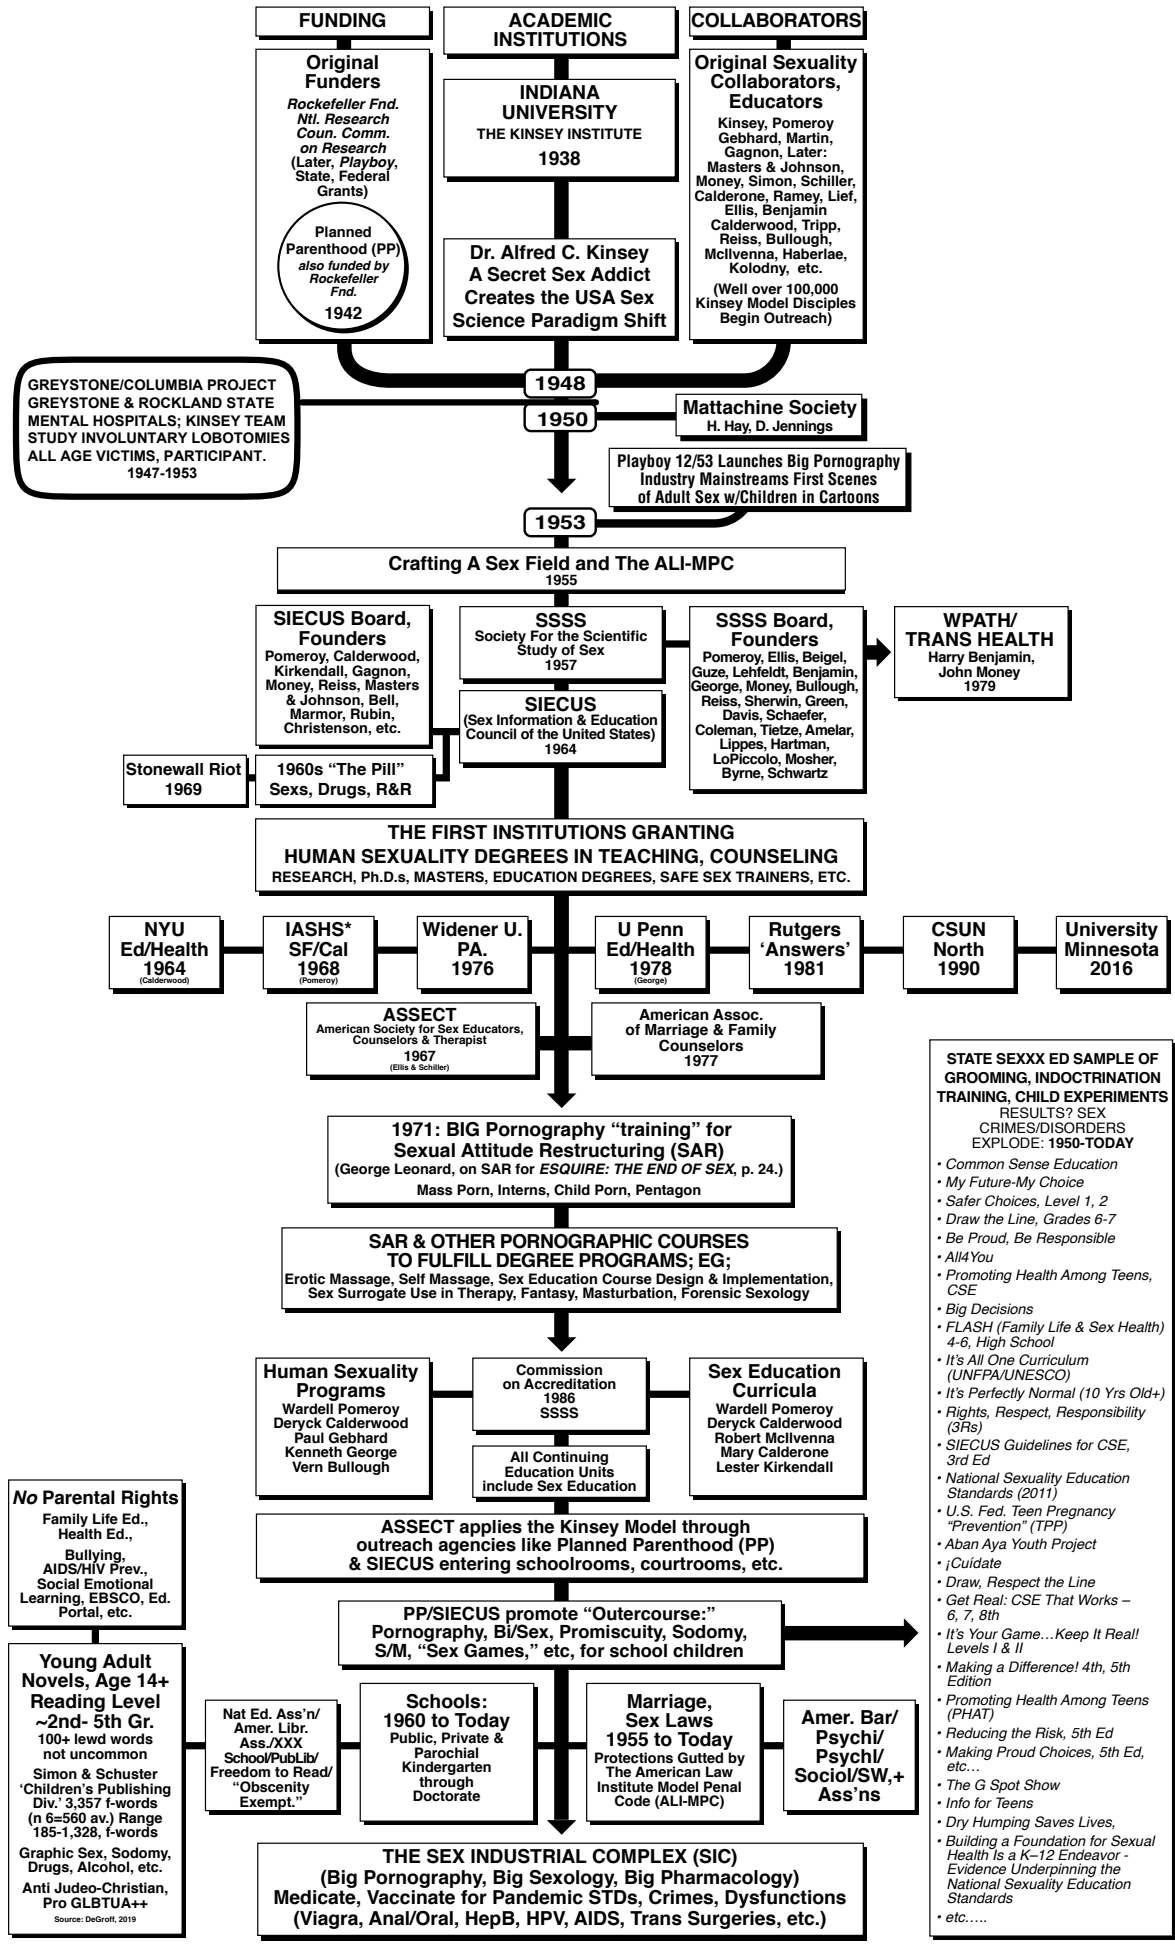 FUNDING
Original
Funders
Rockefeller Fnd.
Ntl. Research
Coun. Comm.
on Research
(Later, Playboy,
State, Federal
Grants)
Planned
Parenthood (PP)
also funded by
Rockefeller
Fnd.
1942
ACADEMIC
INSTITUTIONS
INDIANA
UNIVERSITY
THE KINSEY INSTITUTE
1938
Dr. Alfred C. Kinsey
A Secret Sex Addict
Creates the USA Sex
Science Paradigm Shift
COLLABORATORS
Original Sexuality
Collaborators,
Educators
Kinsey, Pomeroy
Gebhard, Martin,
Gagnon, Later:
Masters & Johnson,
Money, Simon, Schiller,
Calderone, Ramey, Lief,
Ellis, Benjamin
Calderwood, Tripp,
Reiss, Bullough,
McIlvenna, Haberlae,
Kolodny, etc.
(Well over 100,000
Kinsey Model Disciples
Begin Outreach)
1948
GREYSTONE/COLUMBIA PROJECT
GREYSTONE & ROCKLAND STATE
MENTAL HOSPITALS; KINSEY TEAM
STUDY INVOLUNTARY LOBOTOMIES
ALL AGE VICTIMS, PARTICIPANT.
1947-1953
1950
Mattachine Society
H. Hay, D. Jennings
Playboy 12/53 Launches Big Pornography
Industry Mainstreams First Scenes
of Adult Sex w/Children in Cartoons
1953
Crafting A Sex Field and The ALI-MPC
1955
SIECUS Board,
Founders
Pomeroy, Calderwood,
Kirkendall, Gagnon,
Money, Reiss, Masters
& Johnson, Bell,
Marmor, Rubin,
Christenson, etc.
SSSS
Society For the Scientific
Study of Sex
1957
SIECUS
(Sex Information & Education
Council of the United States)
1964
SSSS Board,
Founders
Pomeroy, Ellis, Beigel,
Guze, Lehfeldt, Benjamin,
George, Money, Bullough,
Reiss, Sherwin, Green,
Davis, Schaefer,
Coleman, Tietze, Amelar,
Lippes, Hartman,
LoPiccolo, Mosher,
Byrne, Schwartz
WPATH/
TRANS HEALTH
Harry Benjamin,
John Money
1979
Stonewall Riot
1969
1960s “The Pill”
Sexs, Drugs, R&R
THE FIRST INSTITUTIONS GRANTING
HUMAN SEXUALITY DEGREES IN TEACHING, COUNSELING
RESEARCH, Ph.D.s, MASTERS, EDUCATION DEGREES, SAFE SEX TRAINERS, ETC.
NYU
Ed/Health
1964
(Calderwood)
IASHS*
SF/Cal
1968
(Pomeroy)
Widener U.
PA.
1976
U Penn
Ed/Health
1978
(George)
Rutgers
‘Answers’
1981
CSUN
North
1990
University
Minnesota
2016
ASSECT
American Society for Sex Educators,
Counselors & Therapist
1967
(Ellis & Schiller)
American Assoc.
of Marriage & Family
Counselors
1977
1971: BIG Pornography “training” for
Sexual Attitude Restructuring (SAR)
(George Leonard, on SAR for ESQUIRE: THE END OF SEX, p. 24.)
Mass Porn, Interns, Child Porn, Pentagon
SAR & OTHER PORNOGRAPHIC COURSES
TO FULFILL DEGREE PROGRAMS; EG;
Erotic Massage, Self Massage, Sex Education Course Design & Implementation,
Sex Surrogate Use in Therapy, Fantasy, Masturbation, Forensic Sexology
Human Sexuality
Programs
Wardell Pomeroy
Deryck Calderwood
Paul Gebhard
Kenneth George
Vern Bullough
Commission
on Accreditation
1986
SSSS
All Continuing
Education Units
include Sex Education
Sex Education
Curricula
Wardell Pomeroy
Deryck Calderwood
Robert McIlvenna
Mary Calderone
Lester Kirkendall
ASSECT applies the Kinsey Model through
outreach agencies like Planned Parenthood (PP)
& SIECUS entering schoolrooms, courtrooms, etc.
PP/SIECUS promote “Outercourse:”
Pornography, Bi/Sex, Promiscuity, Sodomy,
S/M, “Sex Games,” etc, for school children
No Parental Rights
Family Life Ed.,
Health Ed.,
Bullying,
AIDS/HIV Prev.,
Social Emotional
Learning, EBSCO, Ed.
Portal, etc.
Young Adult
Novels, Age 14+
Reading Level
~2nd- 5th Gr.
100+ lewd words
not uncommon
Simon & Schuster
‘Children’s Publishing
Div.’ 3,357 f-words
(n 6=560 av.) Range
185-1,328, f-words
Graphic Sex, Sodomy,
Drugs, Alcohol, etc.
Anti Judeo-Christian,
Pro GLBTUA++
Source: DeGroff, 2019
Nat Ed. Ass’n/
Amer. Libr.
Ass./XXX
School/PubLib/
Freedom to Read/
“Obscenity
Exempt.”
Schools:
1960 to Today
Public, Private &
Parochial
Kindergarten
through
Doctorate
Marriage,
Sex Laws
1955 to Today
Protections Gutted by
The American Law
Institute Model Penal
Code (ALI-MPC)
Amer. Bar/
Psychi/
Psychl/
Sociol/SW,+
Ass’ns
THE SEX INDUSTRIAL COMPLEX (SIC)
(Big Pornography, Big Sexology, Big Pharmacology)
Medicate, Vaccinate for Pandemic STDs, Crimes, Dysfunctions
(Viagra, Anal/Oral, HepB, HPV, AIDS, Trans Surgeries, etc.)
STATE SEXXX ED SAMPLE OF
GROOMING, INDOCTRINATION
TRAINING, CHILD EXPERIMENTS
RESULTS? SEX
CRIMES/DISORDERS
EXPLODE: 1950-TODAY
• Common Sense Education
• My Future-My Choice
• Safer Choices, Level 1, 2
• Draw the Line, Grades 6-7
• Be Proud, Be Responsible
• All4You
• Promoting Health Among Teens,
CSE
• Big Decisions
• FLASH (Family Life & Sex Health)
4-6, High School
• It’s All One Curriculum
(UNFPA/UNESCO)
• It’s Perfectly Normal (10 Yrs Old+)
• Rights, Respect, Responsibility
(3Rs)
• SIECUS Guidelines for CSE,
3rd Ed
• National Sexuality Education
Standards (2011)
• U.S. Fed. Teen Pregnancy
“Prevention” (TPP)
• Aban Aya Youth Project
• ¡Cuídate
• Draw, Respect the Line
• Get Real: CSE That Works –
6, 7, 8th
• It’s Your Game…Keep It Real!
Levels I & II
• Making a Difference! 4th, 5th
Edition
• Promoting Health Among Teens
(PHAT)
• Reducing the Risk, 5th Ed
• Making Proud Choices, 5th Ed,
etc…
• The G Spot Show
• Info for Teens
• Dry Humping Saves Lives,
• Building a Foundation for Sexual
Health Is a K–12 Endeavor -
Evidence Underpinning the
National Sexuality Education
Standards
• etc…..